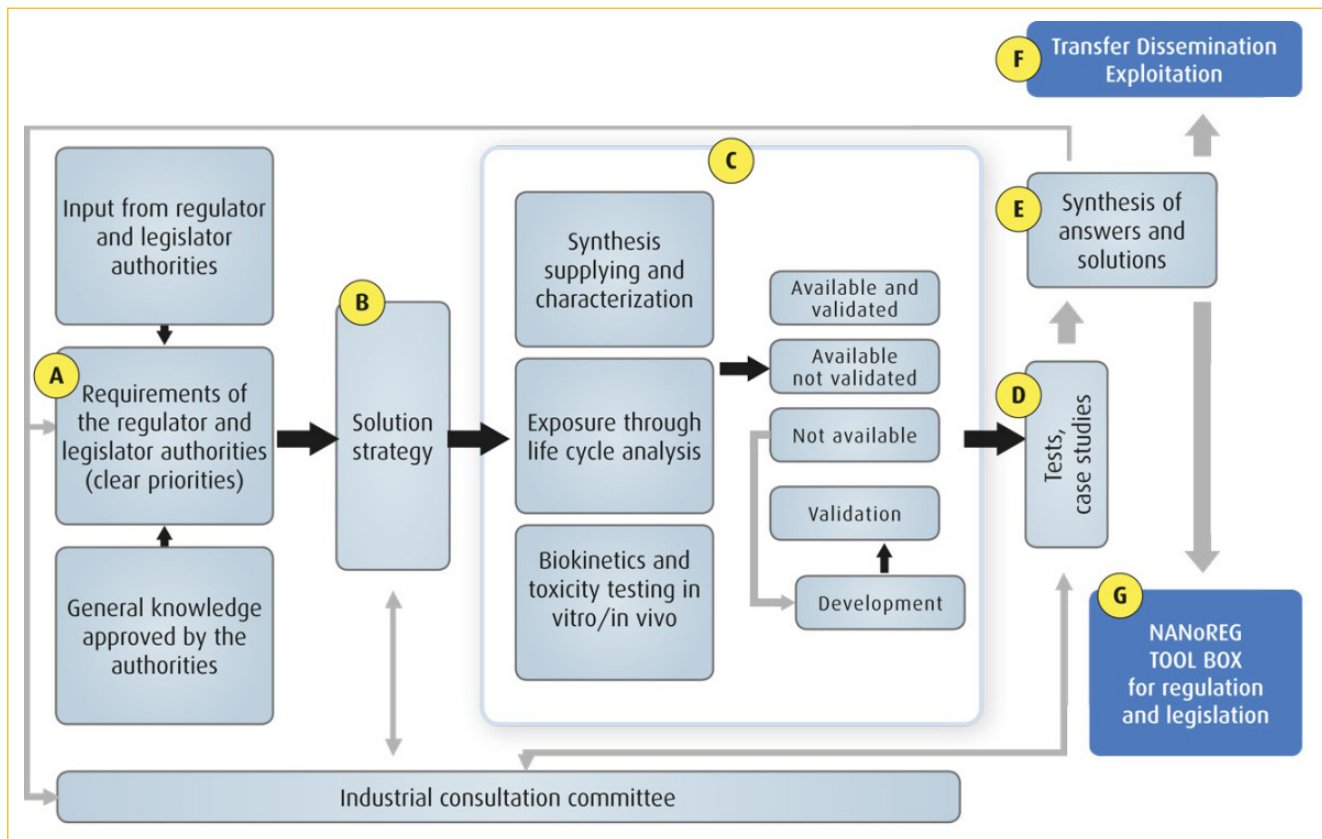 F
Transfer Dissemination
Exploitation
Input from regulator
and legislator
authorities
A
Requirements of
the regulator and
legislator authorities
(clear priorities)
General knowledge
approved by the
authorities
B
Solution
strategy
C
Synthesis
supplying and
characterization
Exposure through
life cycle analysis
Biokinetics and
toxicity testing in
vitro/in vivo
Available and
validated
Available
not validated
Not available
Validation
Development
D
Tests,
case studies
E
Synthesis of
answers and
solutions
G
NANoREG
TOOL BOX
for regulation
and legislation
Industrial consultation committee